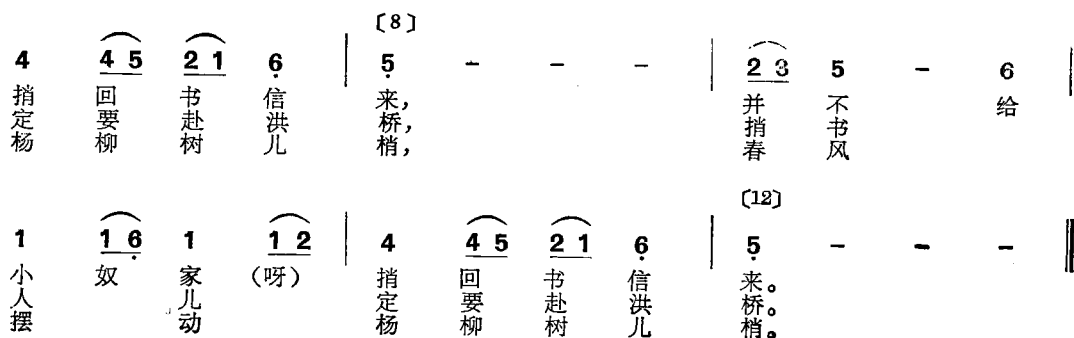 〔8〕
4 4 5 2 1 6̣ | 5̣ - - - | 2 3 5 - 6 |
捎 回 书 信 来， 并 不 给
定 要 赴 洪 桥， 捎 书
杨 柳 树 儿 梢， 春 风
〔12〕
1 1 6̣ 1 1 2 | 4 4 5 2 1 6̣ | 5̣ - - - ‖
小 奴 家 （呀） 捎 回 书 信 来。
人 儿 定 要 赴 洪 桥。
摆 动 杨 柳 树 儿 梢。